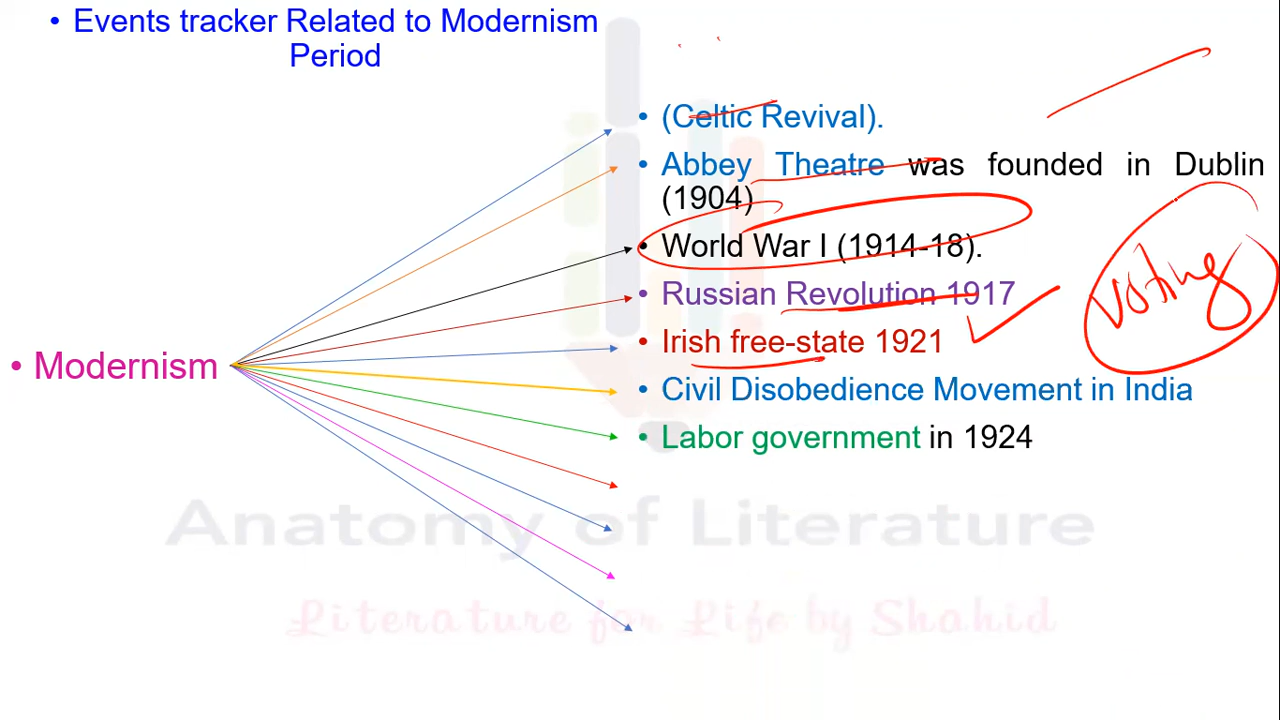 • Events tracker Related to Modernism
Period
• (Celtic Revival).
• Abbey Theatre was founded in Dublin
(1904)
• World War I (1914-18).
• Russian Revolution 1917
• Irish free-state 1921
• Civil Disobedience Movement in India
• Labor government in 1924
voting
• Modernism
Anatomy of Literature
Literature for Life by Shahid